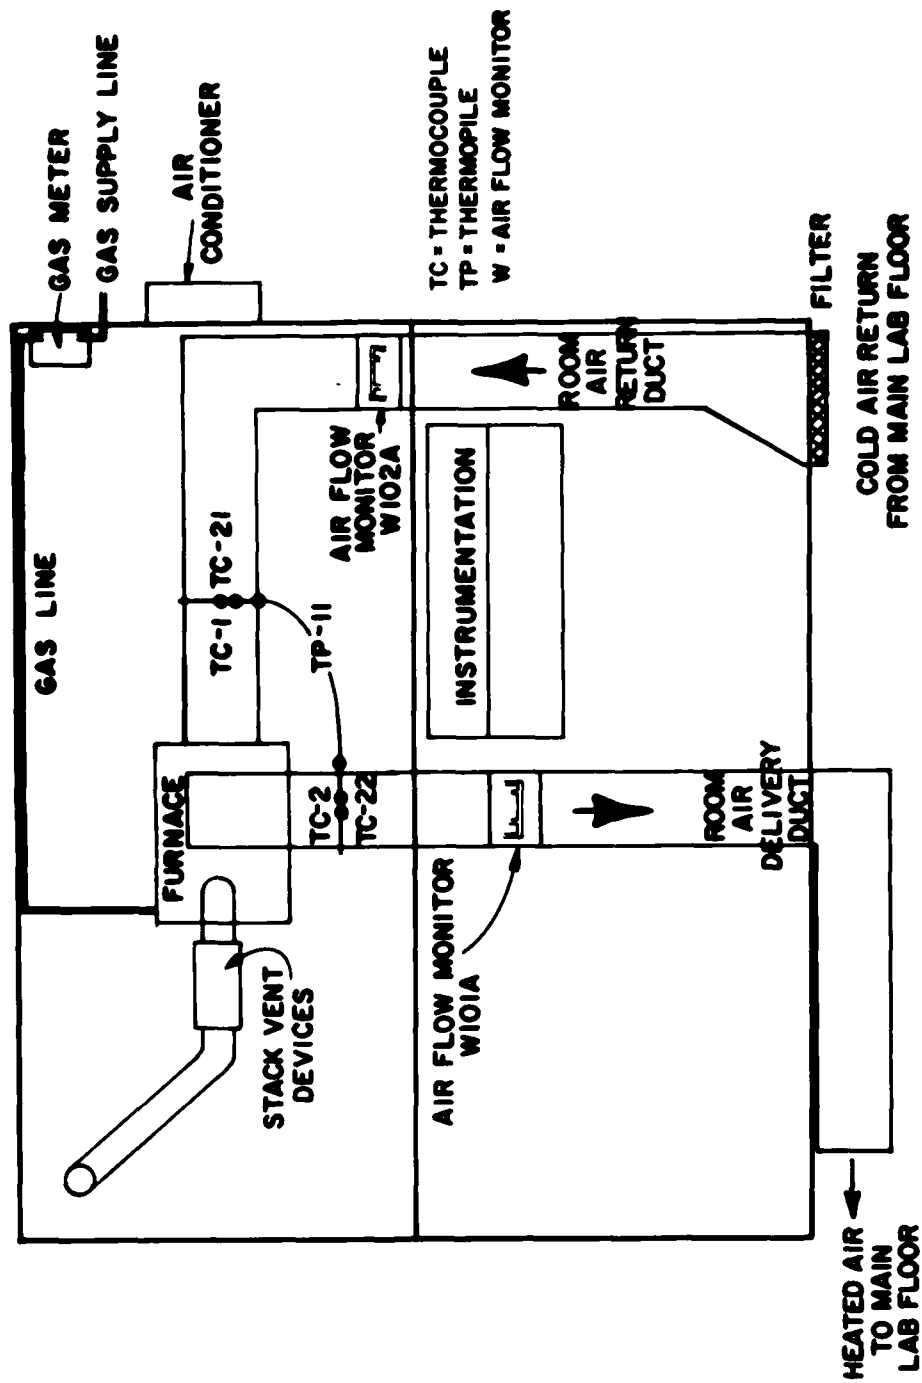 GAS METER
GAS SUPPLY LINE
AIR
CONDITIONER
GAS LINE
TC-1
TC-21
TP-11
FURNACE
TC-2
TC-22
STACK VENT
DEVICES
AIR FLOW
MONITOR
W102A
TC = THERMOCOUPLE
TP = THERMOPILE
W = AIR FLOW MONITOR
INSTRUMENTATION
ROOM
AIR
RETURN
DUCT
AIR FLOW MONITOR
W101A
ROOM
AIR
DELIVERY
DUCT
FILTER
COLD AIR RETURN
FROM MAIN LAB FLOOR
HEATED AIR
TO MAIN
LAB FLOOR